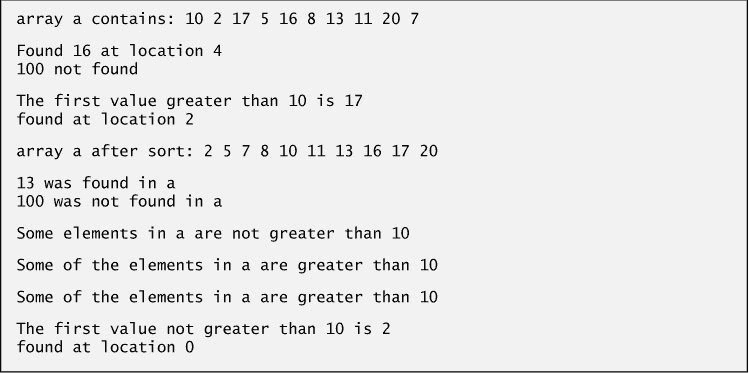 array a contains: 10 2 17 5 16 8 13 11 20 7
Found 16 at location 4
100 not found
The first value greater than 10 is 17
found at location 2
array a after sort: 2 5 7 8 10 11 13 16 17 20
13 was found in a
100 was not found in a
Some elements in a are not greater than 10
Some of the elements in a are greater than 10
Some of the elements in a are greater than 10
The first value not greater than 10 is 2
found at location 0